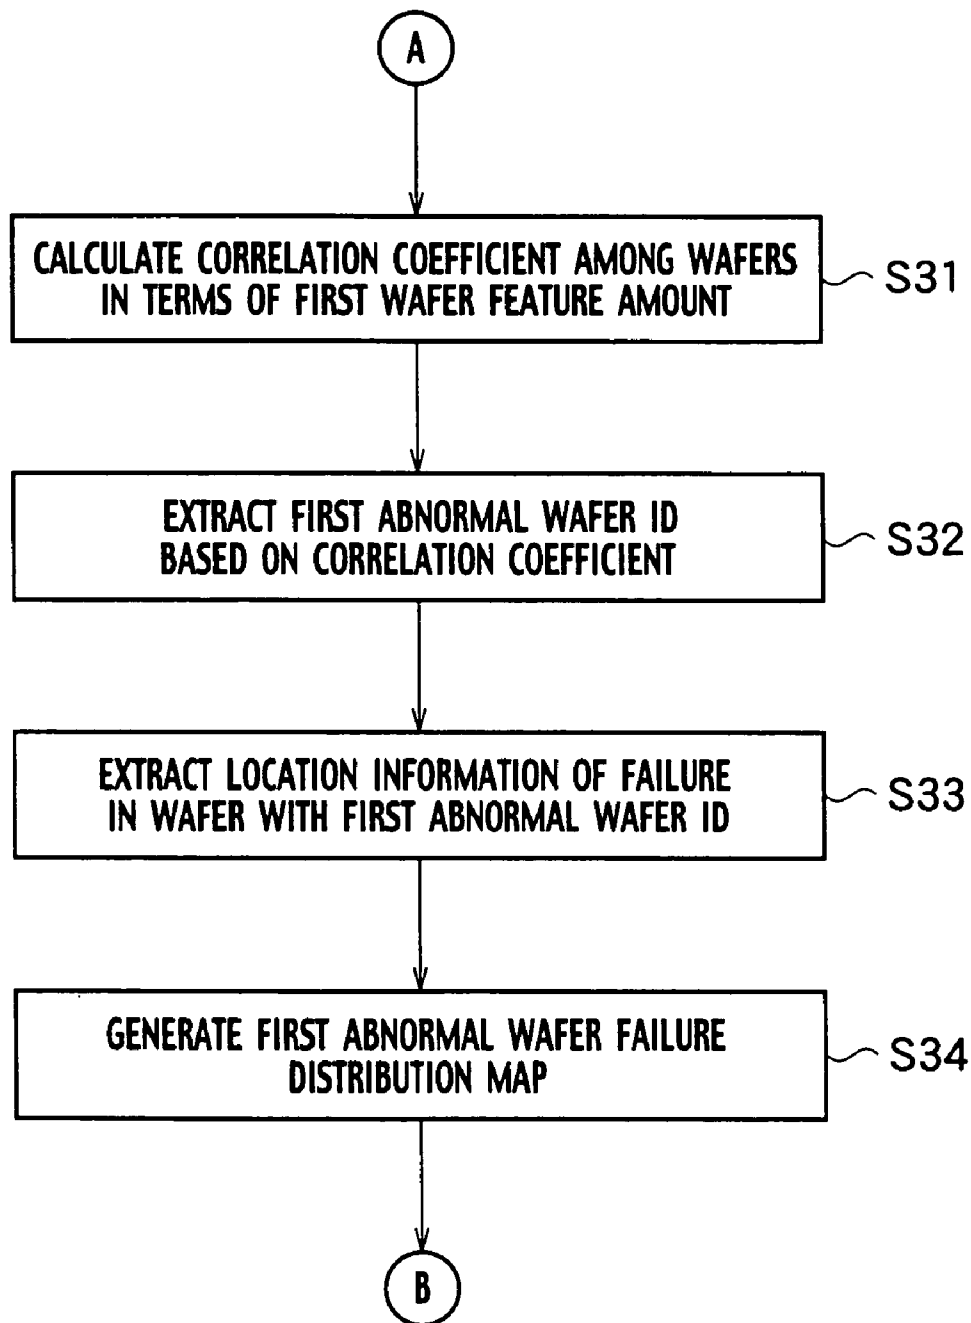 A
CALCULATE CORRELATION COEFFICIENT AMONG WAFERS
IN TERMS OF FIRST WAFER FEATURE AMOUNT
S31
EXTRACT FIRST ABNORMAL WAFER ID
BASED ON CORRELATION COEFFICIENT
S32
EXTRACT LOCATION INFORMATION OF FAILURE
IN WAFER WITH FIRST ABNORMAL WAFER ID
S33
GENERATE FIRST ABNORMAL WAFER FAILURE
DISTRIBUTION MAP
S34
B